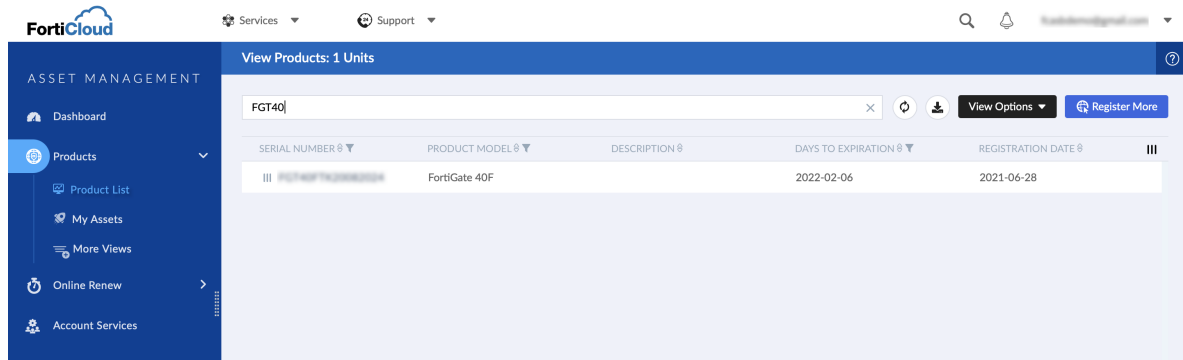 FortiCloud
Services
24 Support
ASSET MANAGEMENT
Dashboard
Products
Product List
My Assets
More Views
Online Renew
Account Services
View Products: 1 Units
FGT40
View Options
Register More
SERIAL NUMBER PRODUCT MODEL DESCRIPTION DAYS TO EXPIRATION REGISTRATION DATE
FortiGate 40F 2022-02-06 2021-06-28